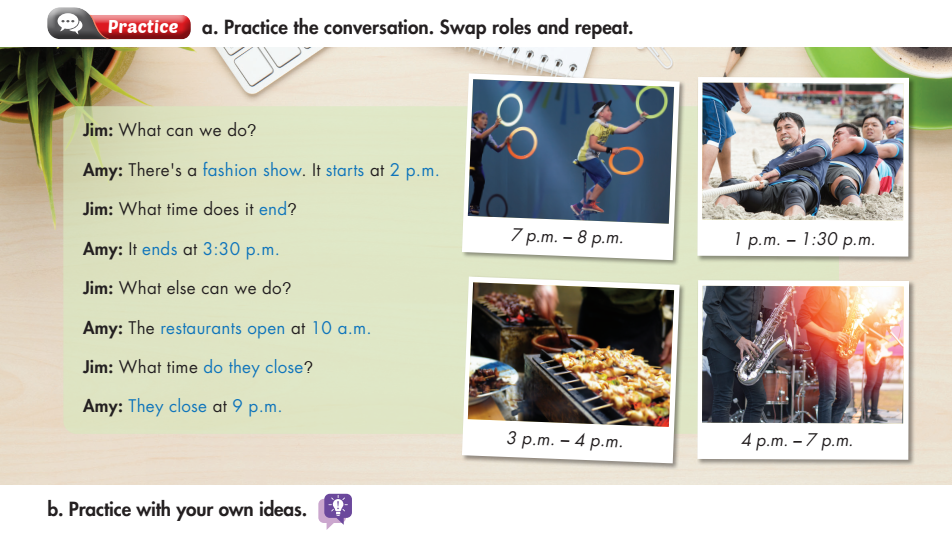 Practice a. Practice the conversation. Swap roles and repeat.
Jim: What can we do?
Amy: There's a fashion show. It starts at 2 p.m.
Jim: What time does it end?
Amy: It ends at 3:30 p.m.
Jim: What else can we do?
Amy: The restaurants open at 10 a.m.
Jim: What time do they close?
Amy: They close at 9 p.m.
7 p.m. – 8 p.m.
1 p.m. – 1:30 p.m.
3 p.m. – 4 p.m.
4 p.m. – 7 p.m.
b. Practice with your own ideas.